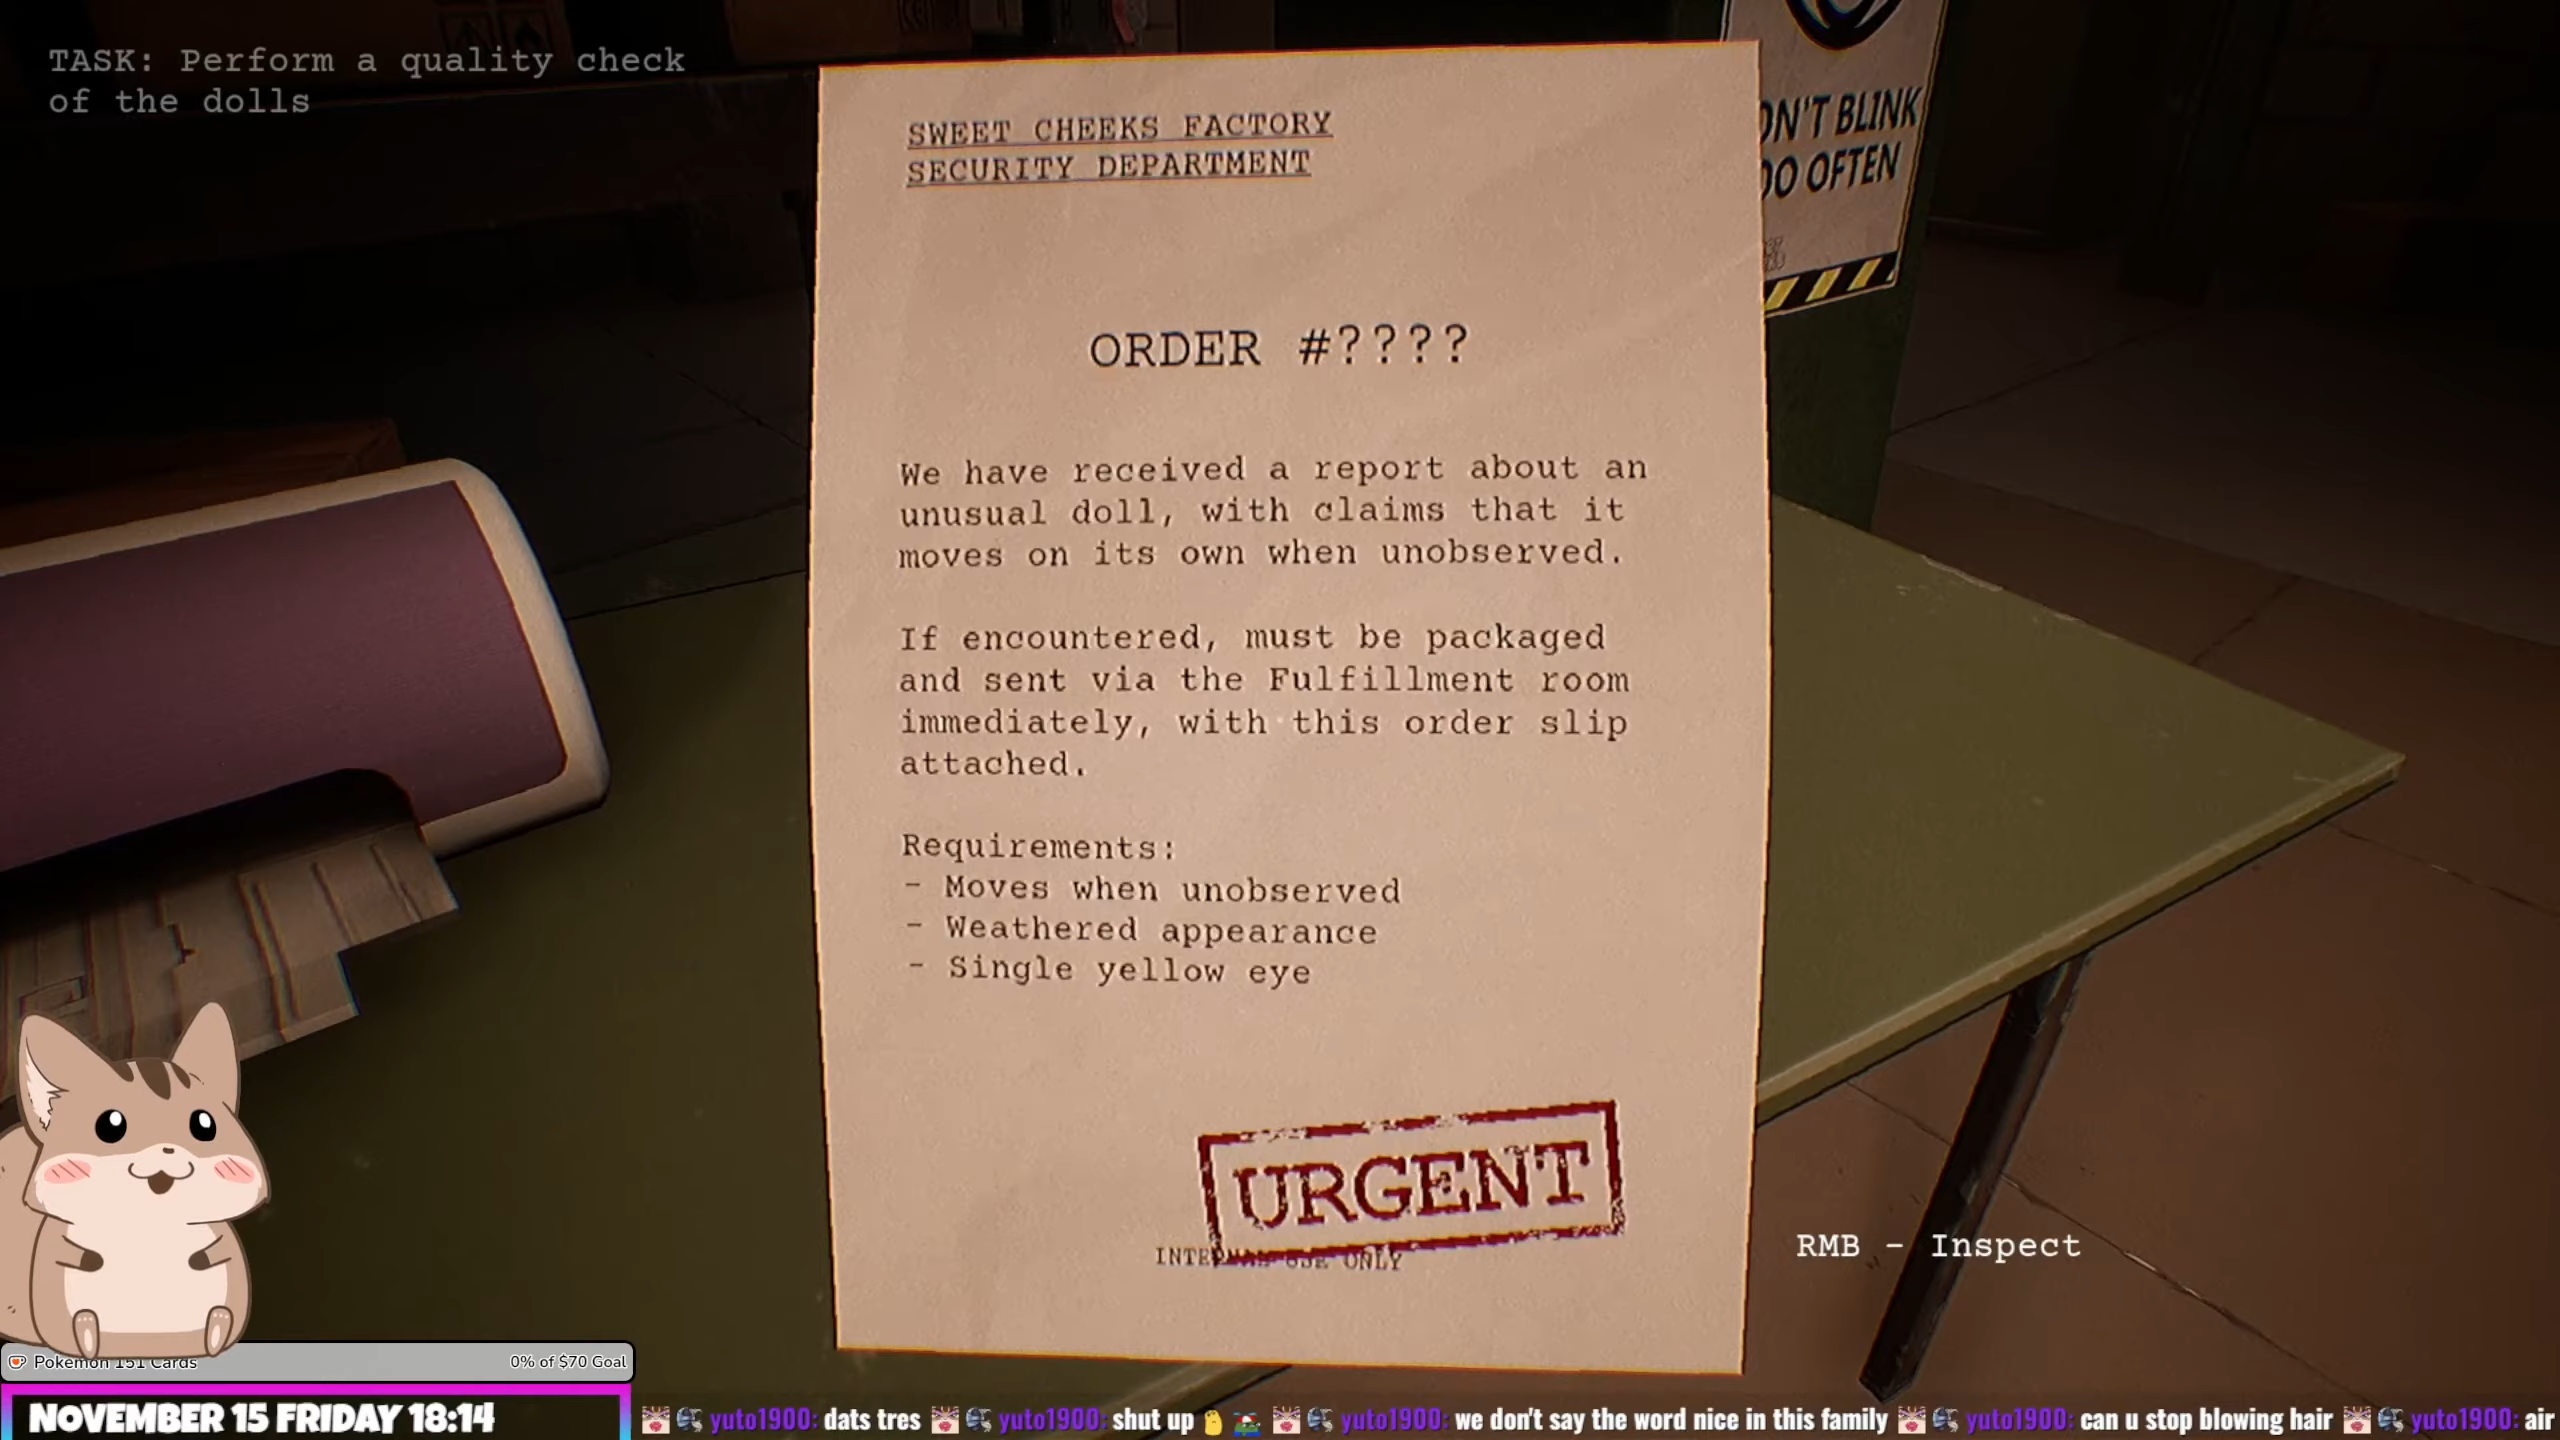 TASK: Perform a quality check
of the dolls
SWEET CHEEKS FACTORY
SECURITY DEPARTMENT
ORDER #????
We have received a report about an
unusual doll, with claims that it
moves on its own when unobserved.
If encountered, must be packaged
and sent via the Fulfillment room
immediately, with this order slip
attached.
Requirements:
- Moves when unobserved
- Weathered appearance
- Single yellow eye
URGENT
INTERNAL USE ONLY
ON'T BLINK
OO OFTEN
RMB - Inspect
Pokemon 151 Cards 0% of $70 Goal
NOVEMBER 15 FRIDAY 18:14
yuto1900: dats tres yuto1900: shut up yuto1900: we don't say the word nice in this family yuto1900: can u stop blowing hair yuto1900: air